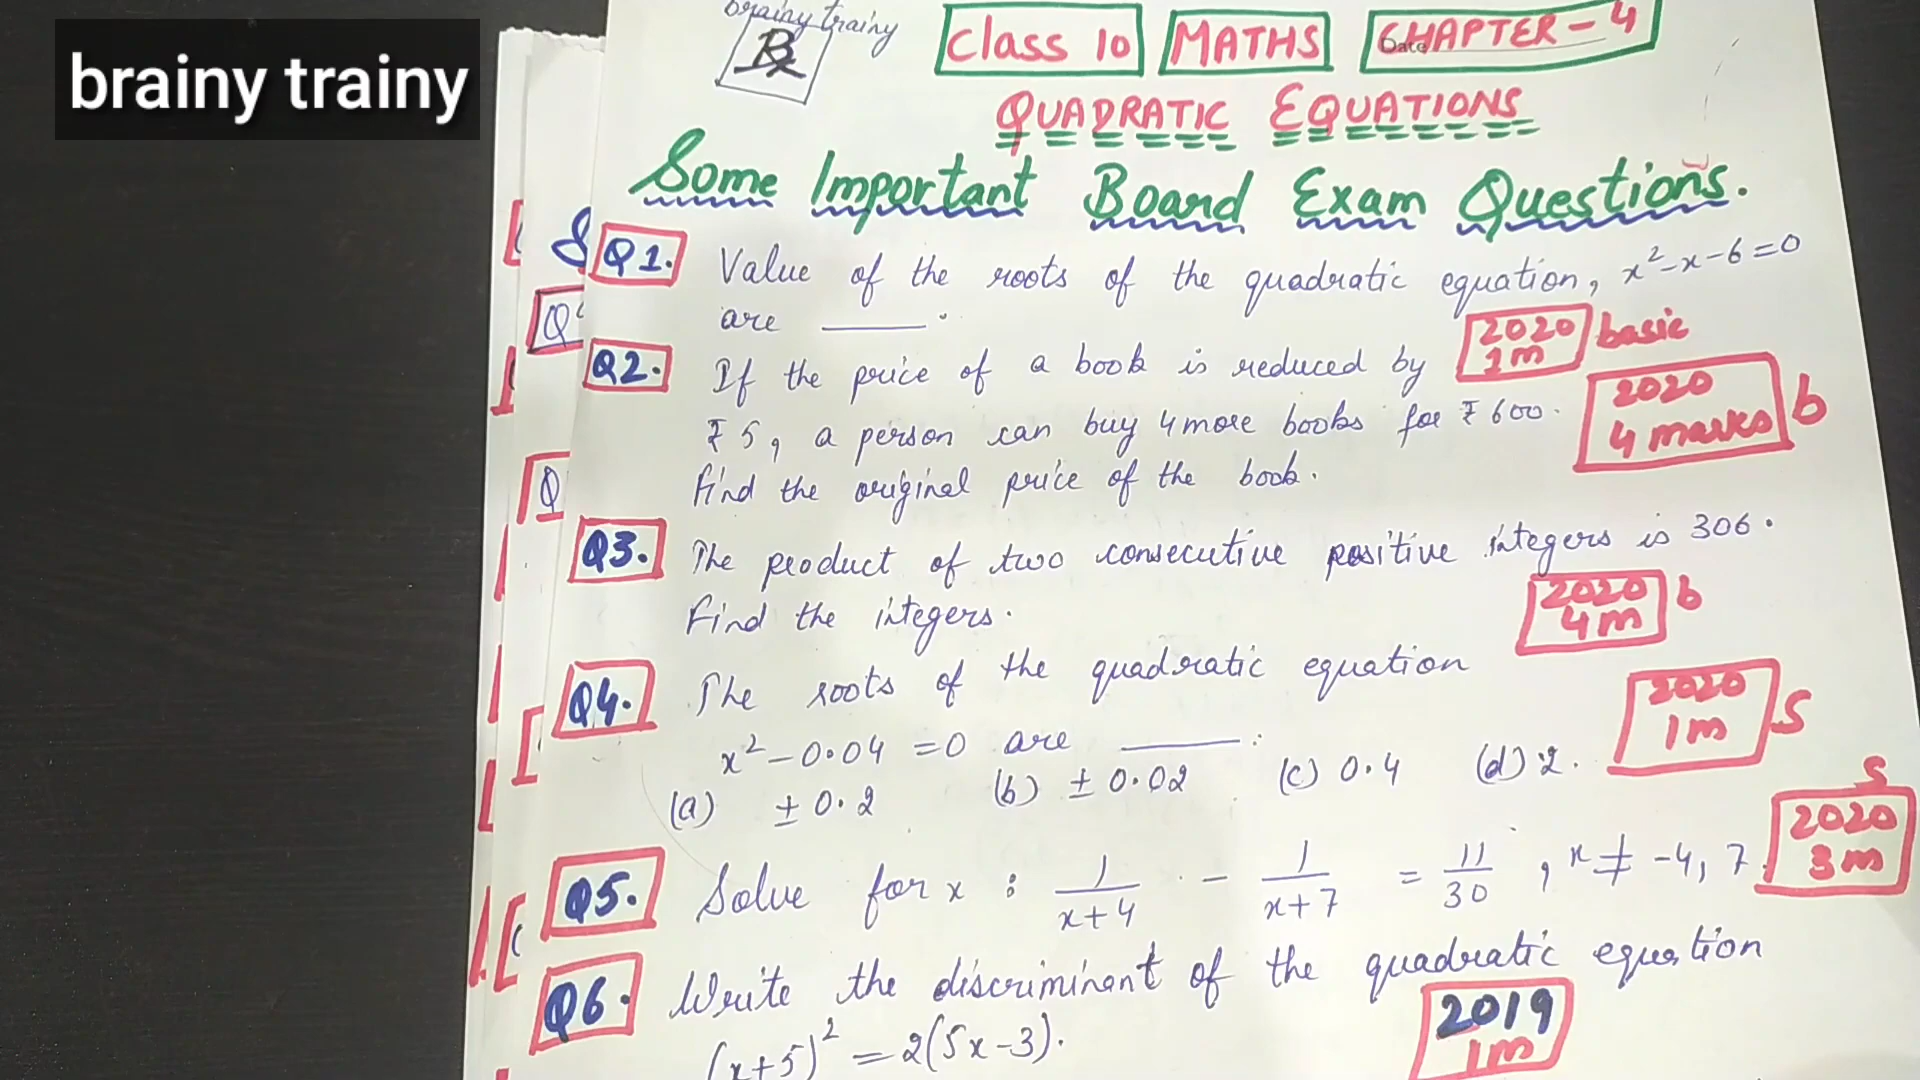 brainy trainy
brainy trainy
Class 10 MATHS CHAPTER-4
Date
QUADRATIC EQUATIONS
Some Important Board Exam Questions.
Q1. Value of the roots of the quadratic equation, x²-x-6=0
are ______.
2020 1m basic
Q2. If the price of a book is reduced by
₹5, a person can buy 4 more books for ₹600.
find the original price of the book.
2020 4 marks b
Q3. The product of two consecutive positive integers is 306.
Find the integers.
2020 4m b
Q4. The roots of the quadratic equation
x²-0.04 =0 are ______:
(a) ±0.2 (b) ±0.02 (c) 0.4 (d) 2.
2020 1m S
Q5. Solve for x : 1/(x+4) - 1/(x+7) = 11/30 , x≠ -4, 7.
S 2020 3m
Q6. Write the discriminant of the quadratic equation
(x+5)² = 2(5x-3).
2019 1m